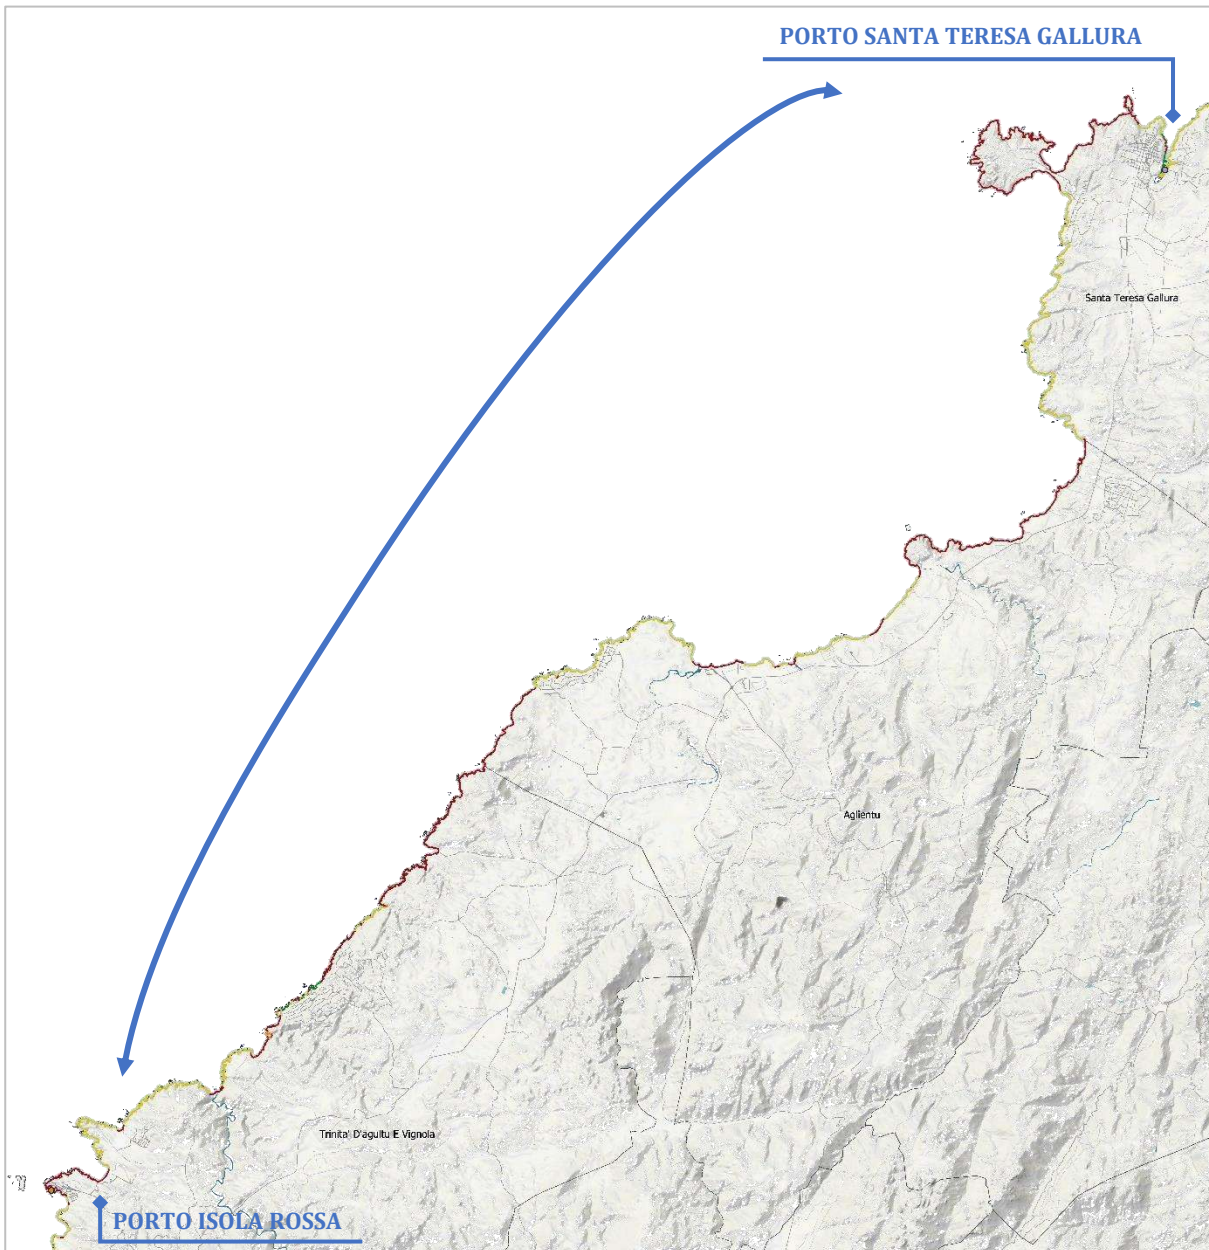 PORTO SANTA TERESA GALLURA
Santa Teresa Gallura
Aglientu
Trinita' D'agultu E Vignola
PORTO ISOLA ROSSA